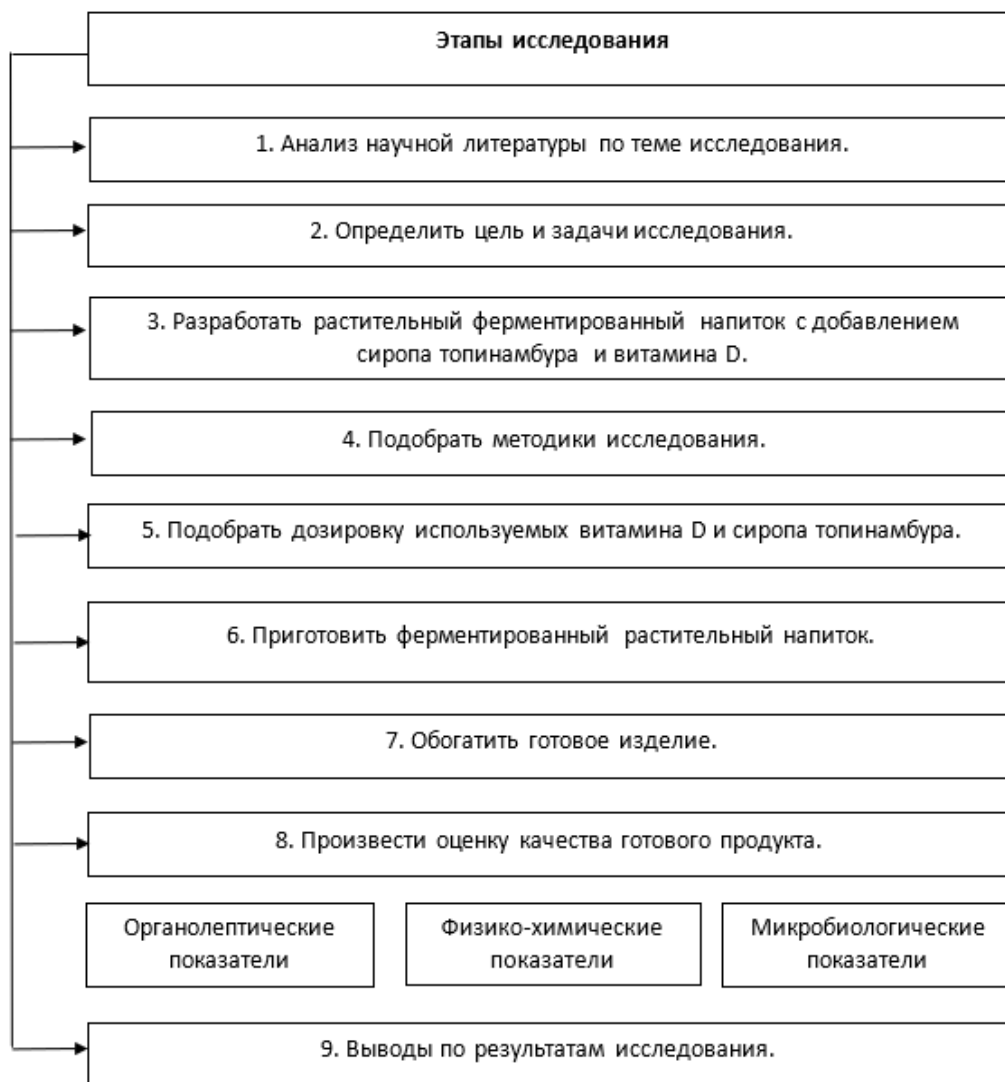 Этапы исследования
1. Анализ научной литературы по теме исследования.
2. Определить цель и задачи исследования.
3. Разработать растительный ферментированный напиток с добавлением
сиропа топинамбура и витамина D.
4. Подобрать методики исследования.
5. Подобрать дозировку используемых витамина D и сиропа топинамбура.
6. Приготовить ферментированный растительный напиток.
7. Обогатить готовое изделие.
8. Произвести оценку качества готового продукта.
Органолептические
показатели
Физико-химические
показатели
Микробиологические
показатели
9. Выводы по результатам исследования.